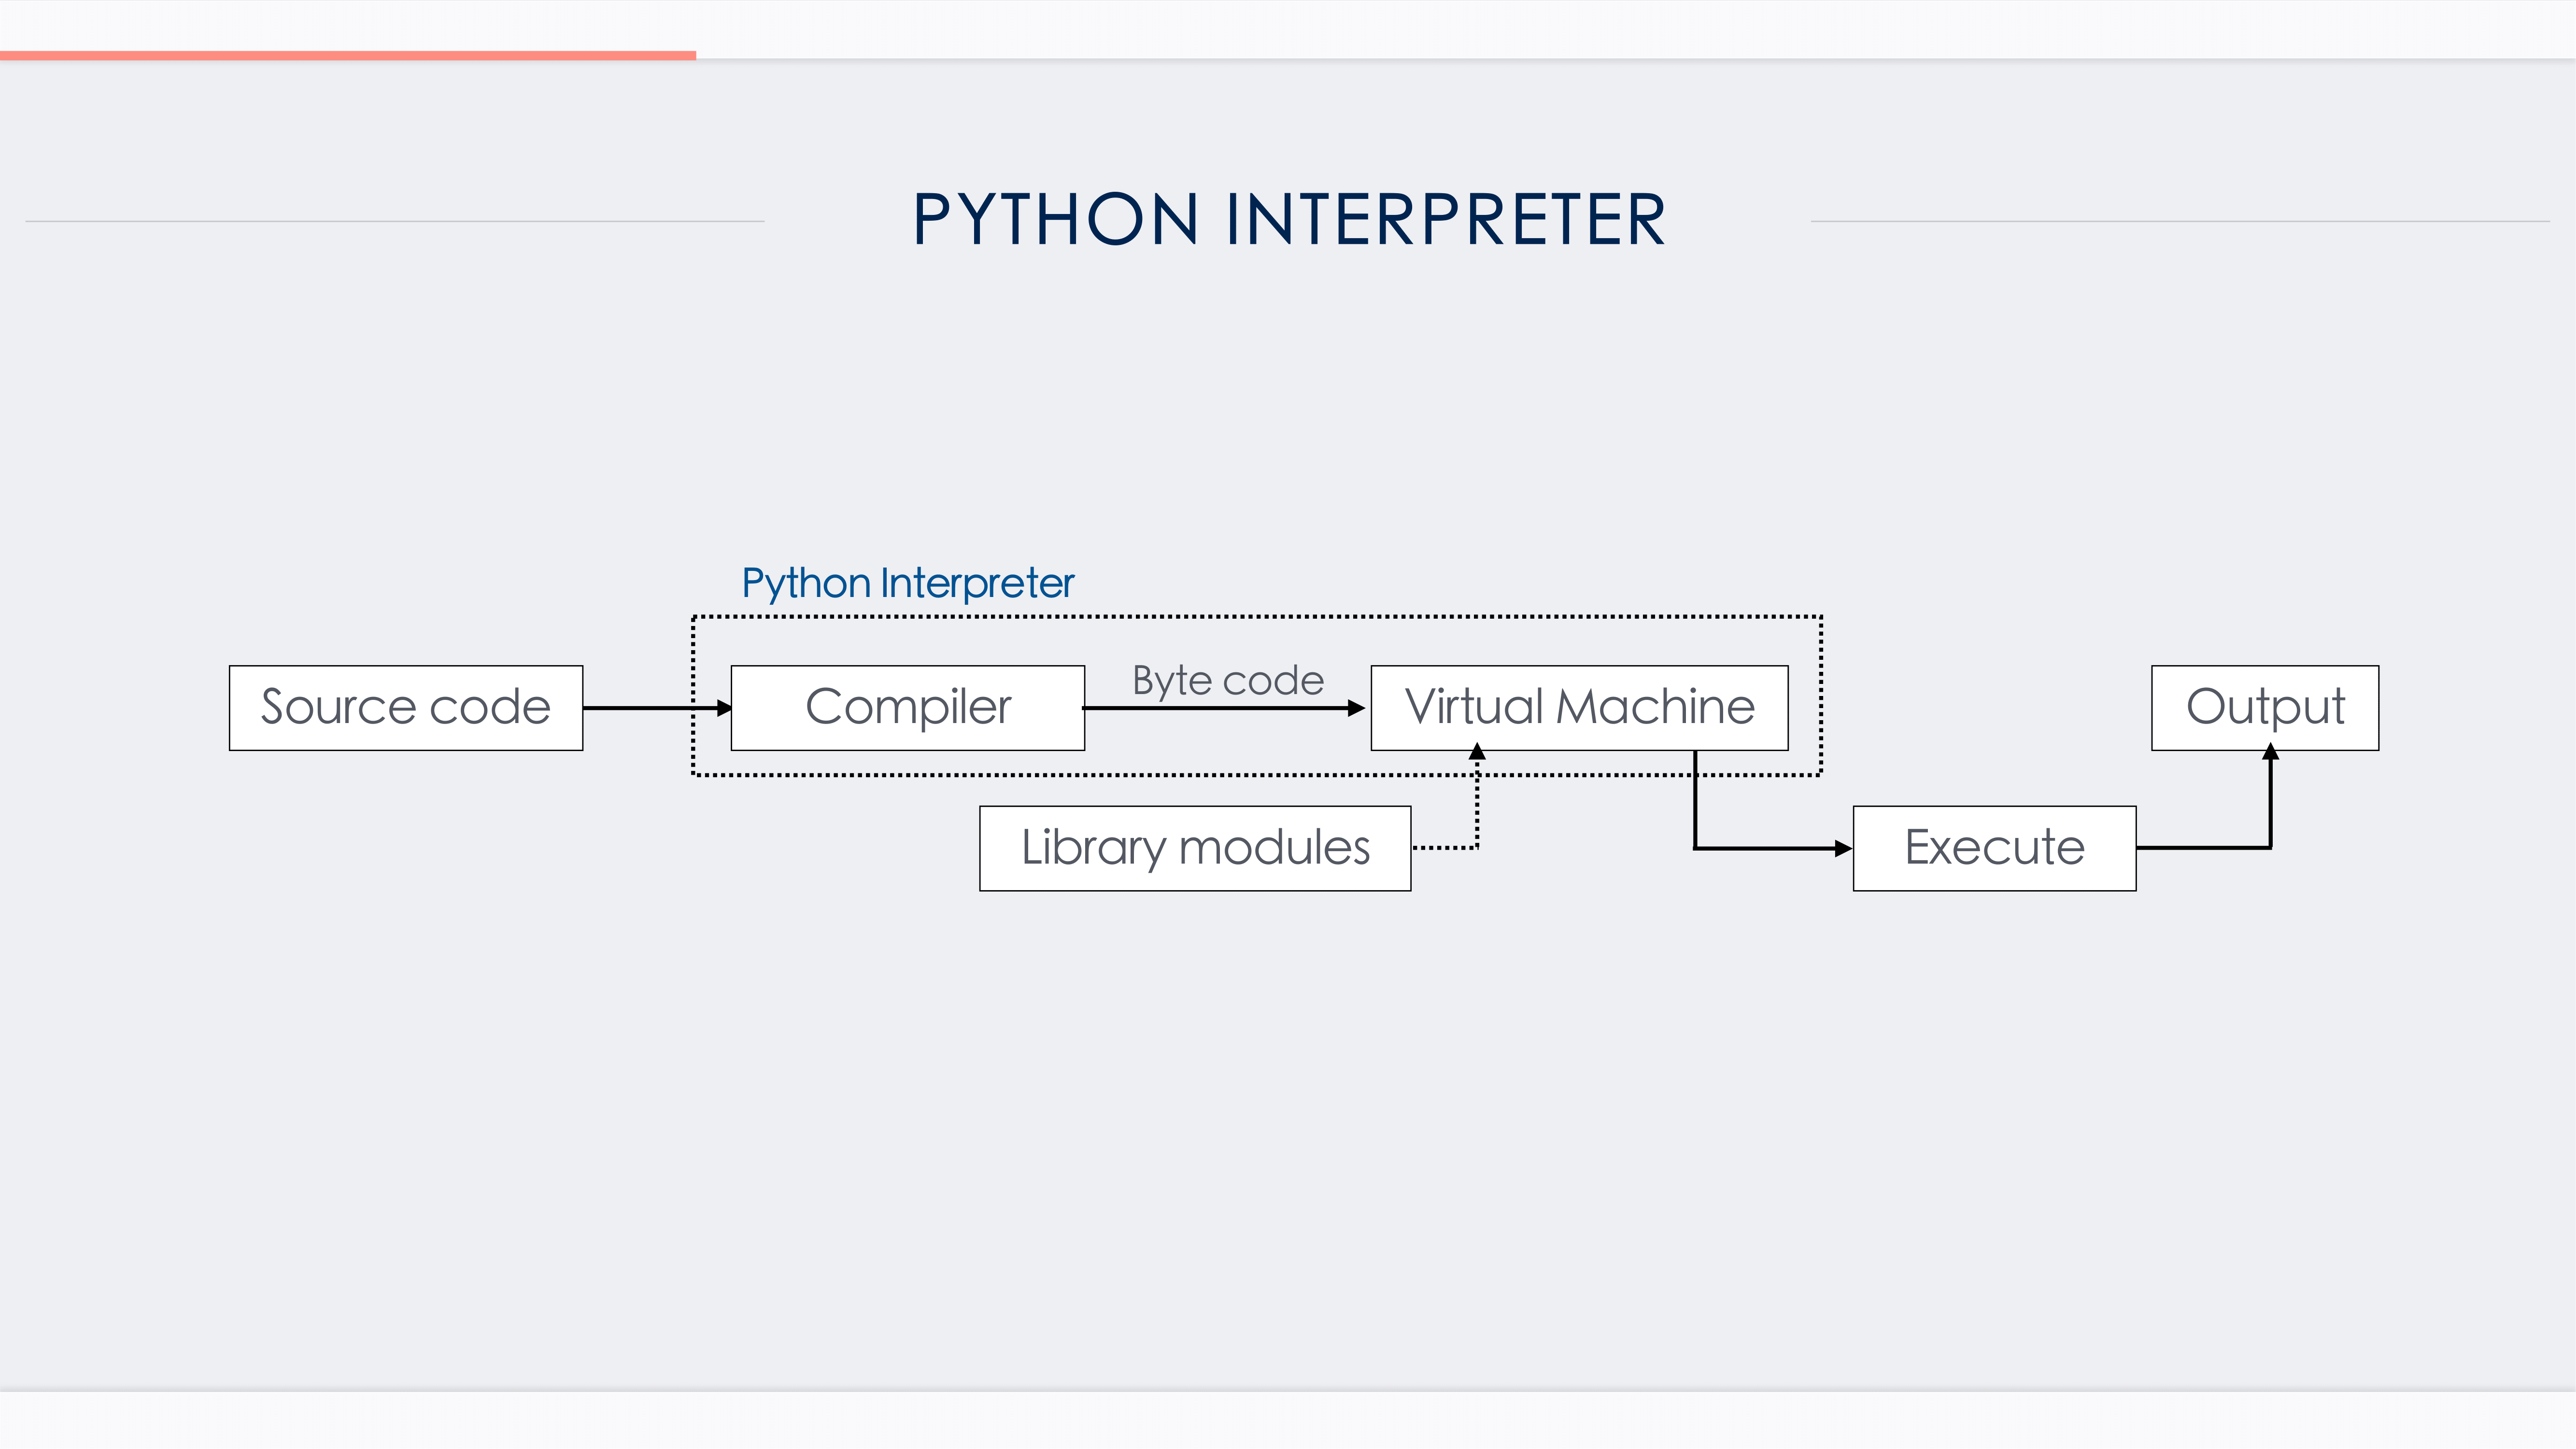 PYTHON INTERPRETER
Python Interpreter
Source code
Compiler
Byte code
Virtual Machine
Output
Library modules
Execute